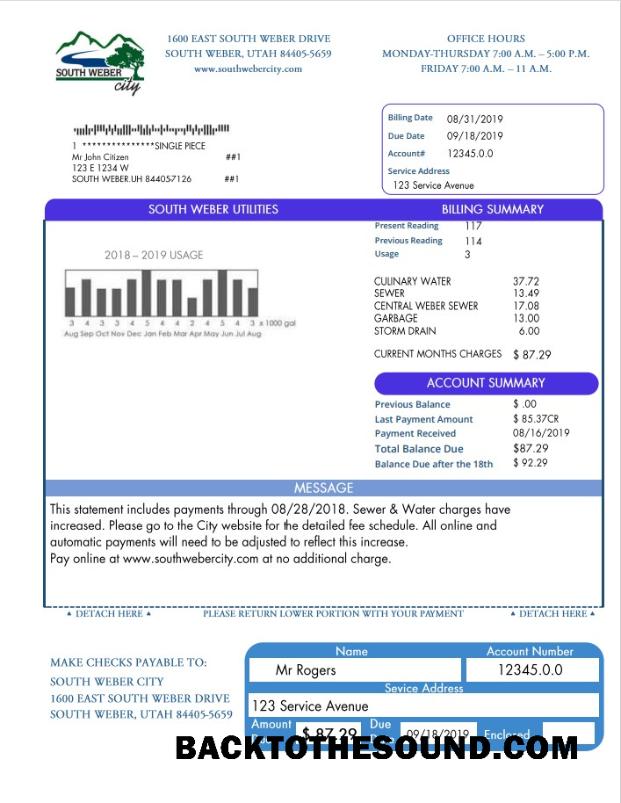 SOUTH WEBER
city
1600 EAST SOUTH WEBER DRIVE
SOUTH WEBER, UTAH 84405-5659
www.southwebercity.com
OFFICE HOURS
MONDAY-THURSDAY 7:00 A.M. – 5:00 P.M.
FRIDAY 7:00 A.M. – 11 A.M.
1 ***************SINGLE PIECE
Mr John Citizen ##1
123 E 1234 W
SOUTH WEBER.UH 844057126 ##1
Billing Date 08/31/2019
Due Date 09/18/2019
Account# 12345.0.0
Service Address
123 Service Avenue
SOUTH WEBER UTILITIES
2018 – 2019 USAGE
3 4 3 3 4 5 4 4 2 4 5 4 3 x 1000 gal
Aug Sep Oct Nov Dec Jan Feb Mar Apr May Jun Jul Aug
BILLING SUMMARY
Present Reading 117
Previous Reading 114
Usage 3
CULINARY WATER 37.72
SEWER 13.49
CENTRAL WEBER SEWER 17.08
GARBAGE 13.00
STORM DRAIN 6.00
CURRENT MONTHS CHARGES $ 87.29
ACCOUNT SUMMARY
Previous Balance $ .00
Last Payment Amount $ 85.37CR
Payment Received 08/16/2019
Total Balance Due $87.29
Balance Due after the 18th $ 92.29
MESSAGE
This statement includes payments through 08/28/2018. Sewer & Water charges have
increased. Please go to the City website for the detailed fee schedule. All online and
automatic payments will need to be adjusted to reflect this increase.
Pay online at www.southwebercity.com at no additional charge.
▲ DETACH HERE ▲ PLEASE RETURN LOWER PORTION WITH YOUR PAYMENT ▲ DETACH HERE ▲
MAKE CHECKS PAYABLE TO:
SOUTH WEBER CITY
1600 EAST SOUTH WEBER DRIVE
SOUTH WEBER, UTAH 84405-5659
Name Account Number
Mr Rogers 12345.0.0
Sevice Address
123 Service Avenue
Amount $ 87.29 Due 09/18/2019 Enclosed
BACKTOTHESOUND.COM